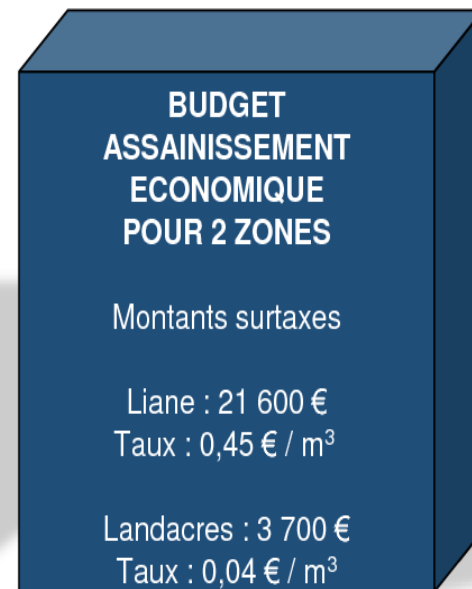 BUDGET
ASSAINISSEMENT
ECONOMIQUE
POUR 2 ZONES
Montants surtaxes
Liane : 21 600 €
Taux : 0,45 € / m³
Landacres : 3 700 €
Taux : 0,04 € / m³